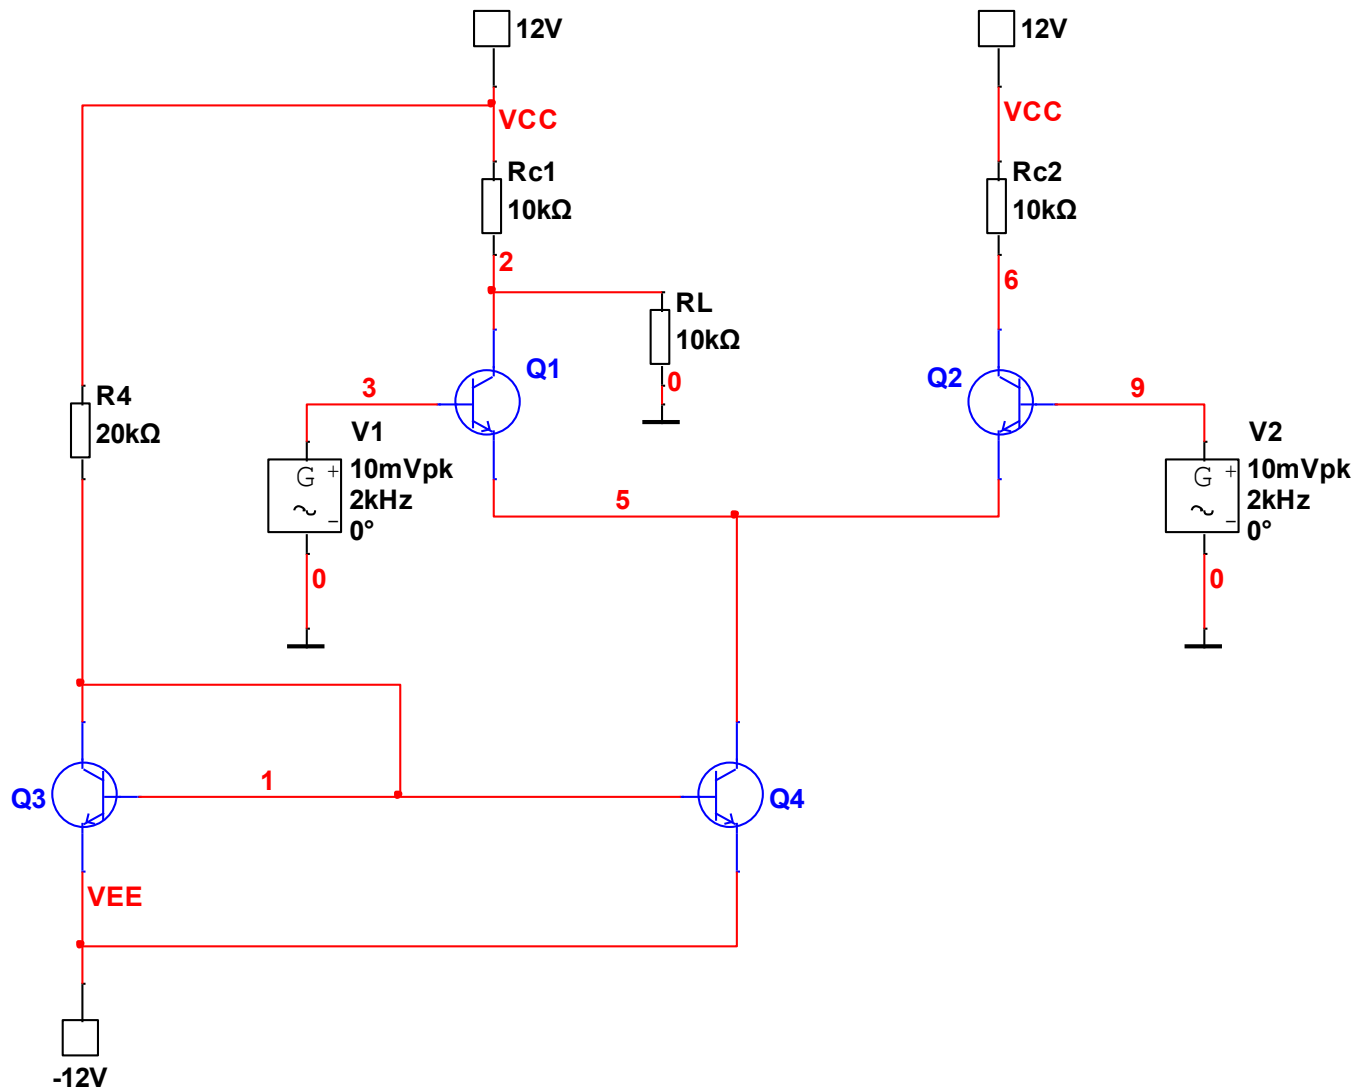 12V
12V
VCC
VCC
Rc1
10kΩ
Rc2
10kΩ
2
6
RL
10kΩ
Q1
Q2
3
0
9
R4
20kΩ
V1
G
10mVpk
2kHz
0°
V2
G
10mVpk
2kHz
0°
5
0
0
1
Q3
Q4
VEE
-12V